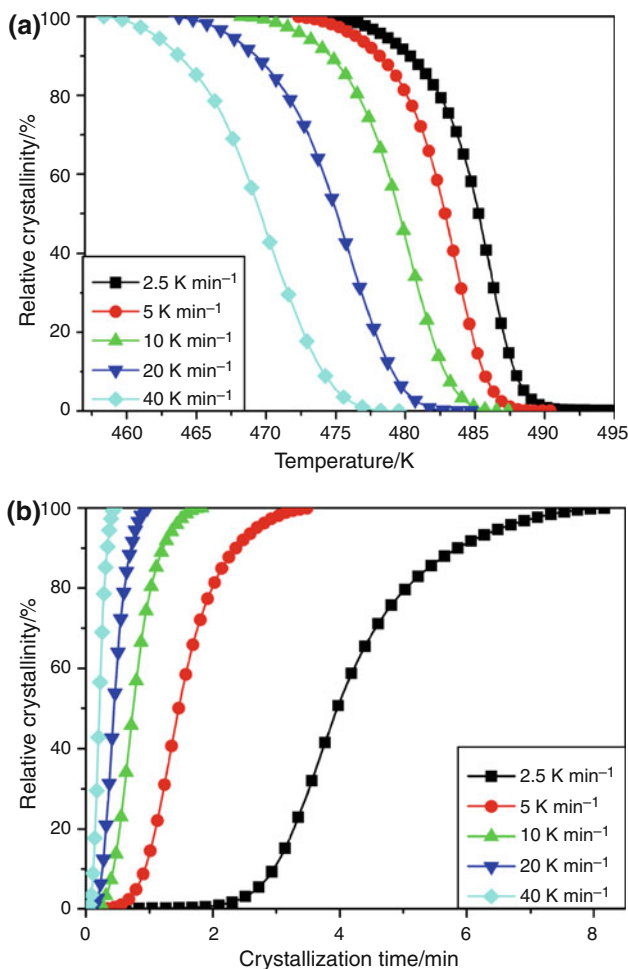 (a)
100
80
60
40
20
0
Relative crystallinity/%
2.5 K min⁻¹
5 K min⁻¹
10 K min⁻¹
20 K min⁻¹
40 K min⁻¹
460 465 470 475 480 485 490 495
Temperature/K
(b)
100
80
60
40
20
0
Relative crystallinity/%
2.5 K min⁻¹
5 K min⁻¹
10 K min⁻¹
20 K min⁻¹
40 K min⁻¹
0 2 4 6 8
Crystallization time/min